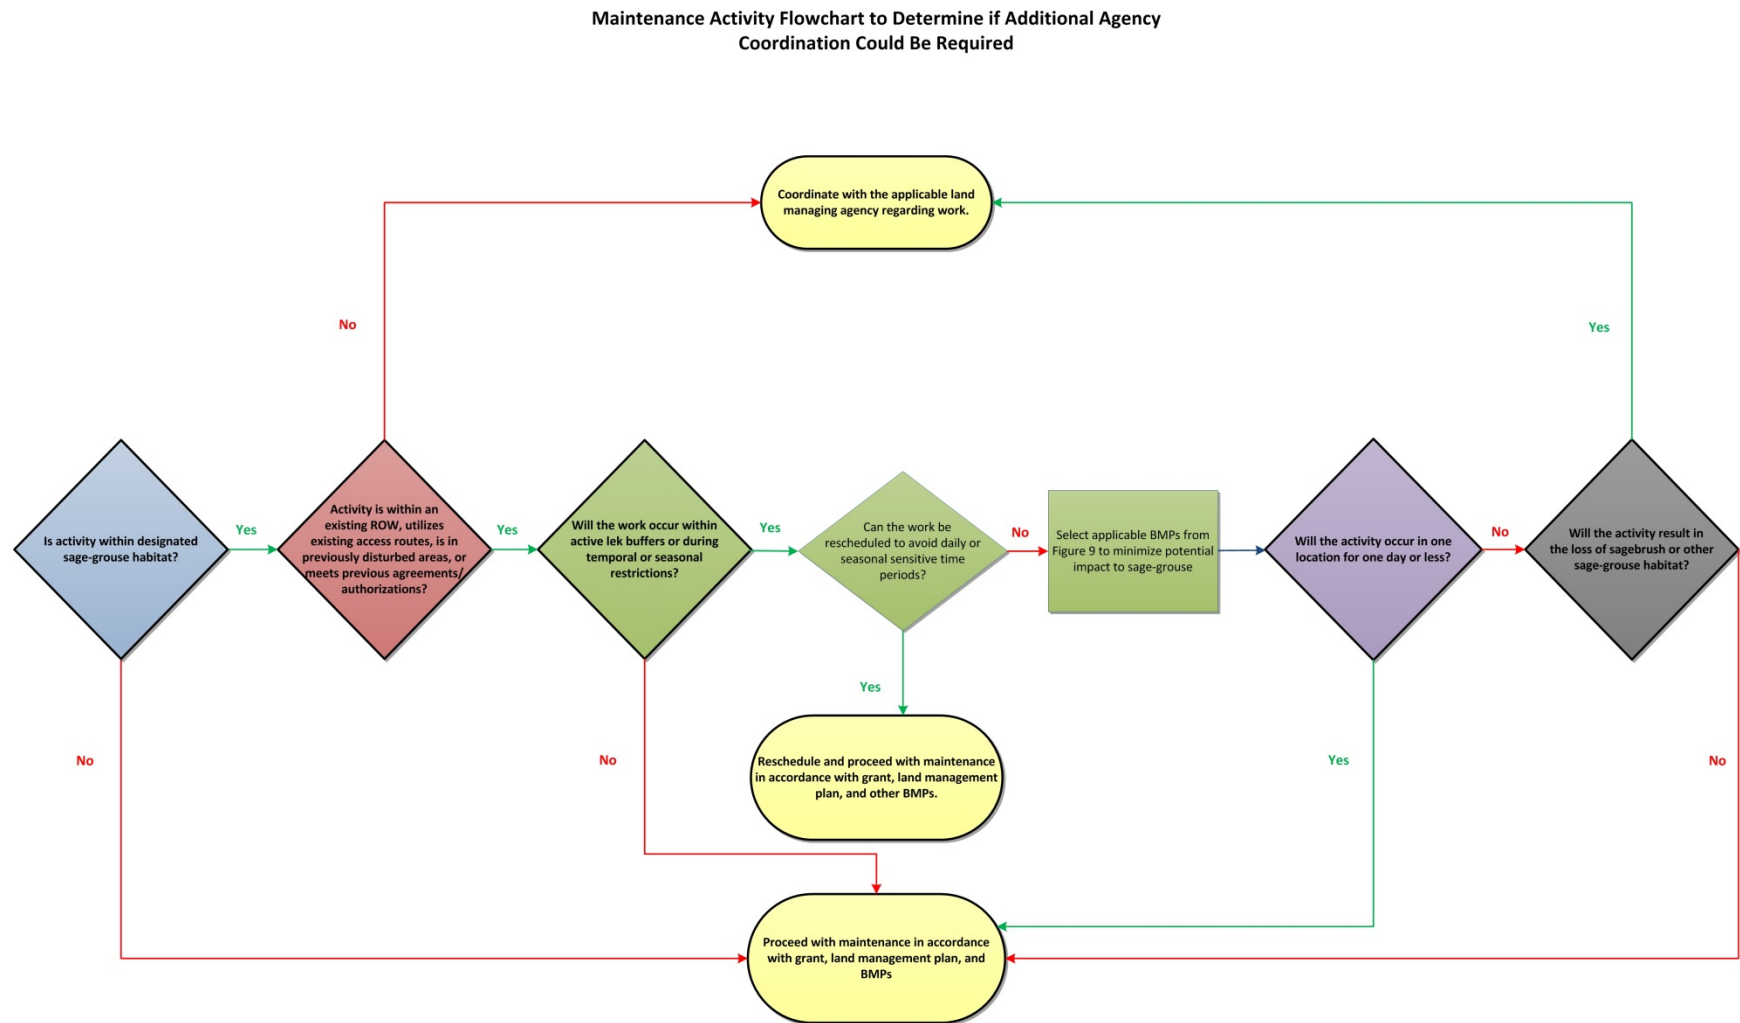 Maintenance Activity Flowchart to Determine if Additional Agency
Coordination Could Be Required
Coordinate with the applicable land
managing agency regarding work.
No
Yes
Is activity within designated
sage-grouse habitat?
Yes
Activity is within an
existing ROW, utilizes
existing access routes, is in
previously disturbed areas, or
meets previous agreements/
authorizations?
Yes
Will the work occur within
active lek buffers or during
temporal or seasonal
restrictions?
Yes
Can the work be
rescheduled to avoid daily or
seasonal sensitive time
periods?
No
Select applicable BMPs from
Figure 9 to minimize potential
impact to sage-grouse
Will the activity occur in one
location for one day or less?
No
Will the activity result in
the loss of sagebrush or other
sage-grouse habitat?
Yes
No
No
Reschedule and proceed with maintenance
in accordance with grant, land management
plan, and other BMPs.
Yes
No
Proceed with maintenance in accordance
with grant, land management plan, and
BMPs